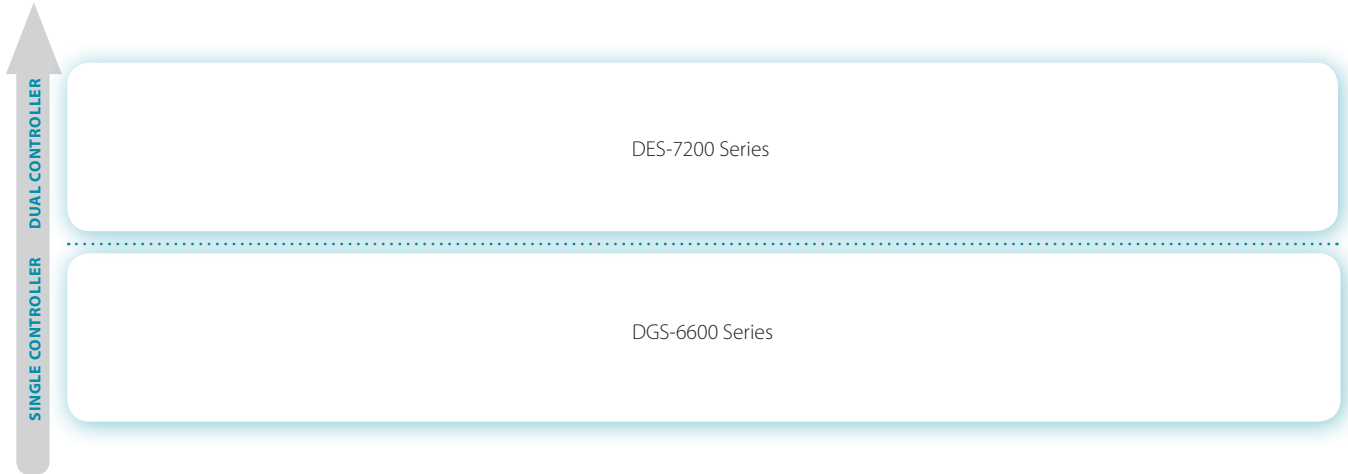 DUAL CONTROLLER
DES-7200 Series
SINGLE CONTROLLER
DGS-6600 Series